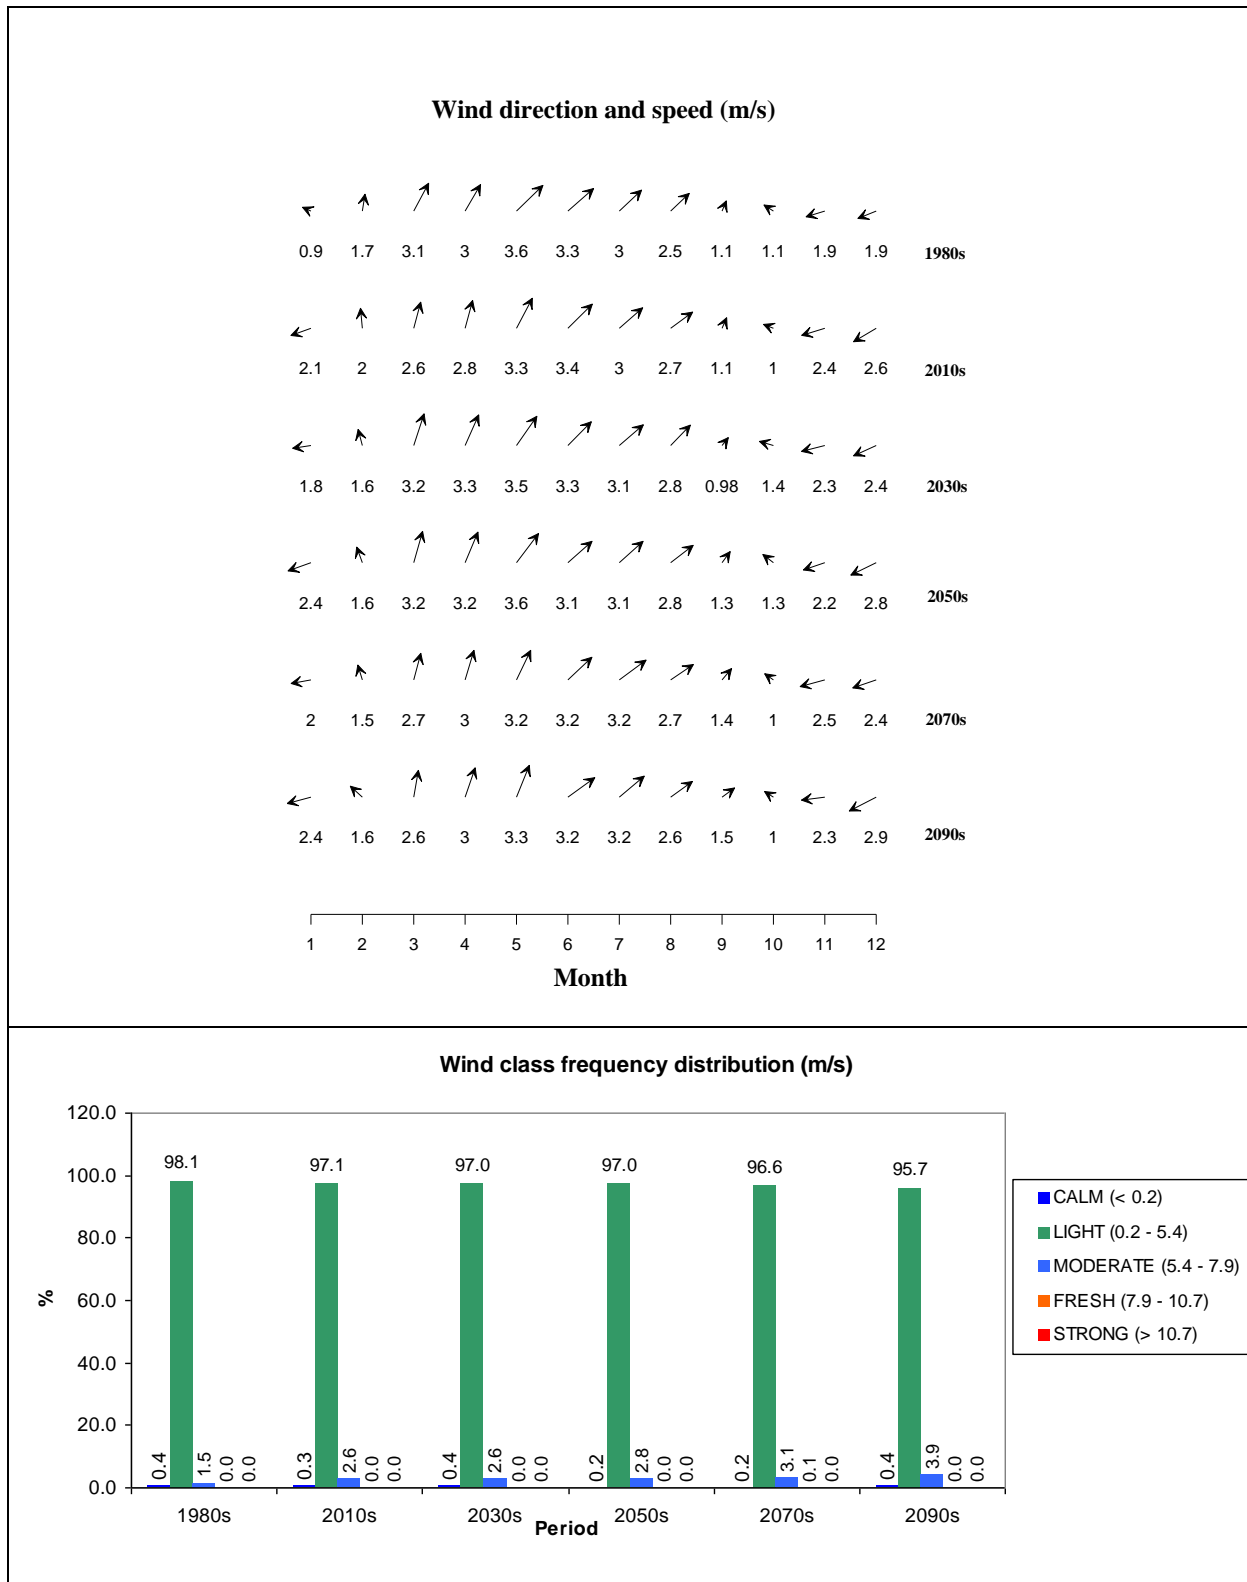 Wind direction and speed (m/s)
0.9 1.7 3.1 3 3.6 3.3 3 2.5 1.1 1.1 1.9 1.9 1980s
2.1 2 2.6 2.8 3.3 3.4 3 2.7 1.1 1 2.4 2.6 2010s
1.8 1.6 3.2 3.3 3.5 3.3 3.1 2.8 0.98 1.4 2.3 2.4 2030s
2.4 1.6 3.2 3.2 3.6 3.1 3.1 2.8 1.3 1.3 2.2 2.8 2050s
2 1.5 2.7 3 3.2 3.2 3.2 2.7 1.4 1 2.5 2.4 2070s
2.4 1.6 2.6 3 3.3 3.2 3.2 2.6 1.5 1 2.3 2.9 2090s
1 2 3 4 5 6 7 8 9 10 11 12
Month
Wind class frequency distribution (m/s)
120.0
100.0
80.0
60.0
40.0
20.0
0.0
%
98.1 97.1 97.0 97.0 96.6 95.7
0.4 1.5 0.0 0.0 0.3 2.6 0.0 0.0 0.4 2.6 0.0 0.0 0.2 2.8 0.0 0.0 0.2 3.1 0.1 0.0 0.4 3.9 0.0 0.0
1980s 2010s 2030s 2050s 2070s 2090s
Period
CALM (< 0.2)
LIGHT (0.2 - 5.4)
MODERATE (5.4 - 7.9)
FRESH (7.9 - 10.7)
STRONG (> 10.7)